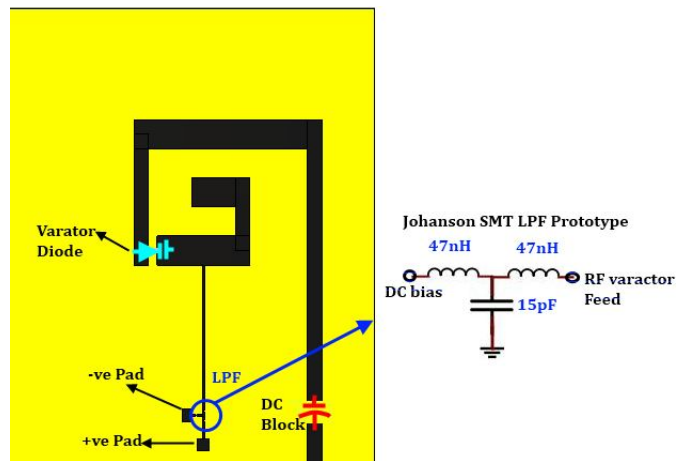 Varator
Diode
-ve Pad
+ve Pad
LPF
DC
Block
Johanson SMT LPF Prototype
47nH
47nH
DC bias
15pF
RF varactor
Feed